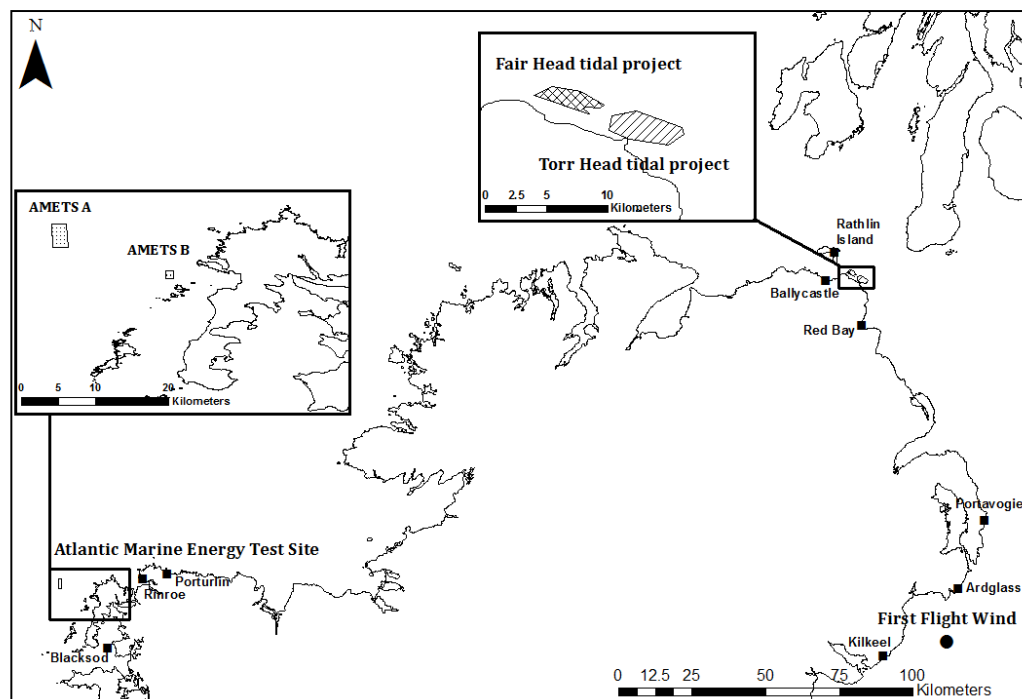 N
Fair Head tidal project
Torr Head tidal project
0 2.5 5 10
Kilometers
AMETS A
AMETS B
0 5 10 20
Kilometers
Rathlin
Island
Ballycastle
Red Bay
Portavogie
Atlantic Marine Energy Test Site
Porturlin
Rinroe
Ardglass
First Flight Wind
Kilkeel
Blacksod
0 12.5 25 50 75 100
Kilometers